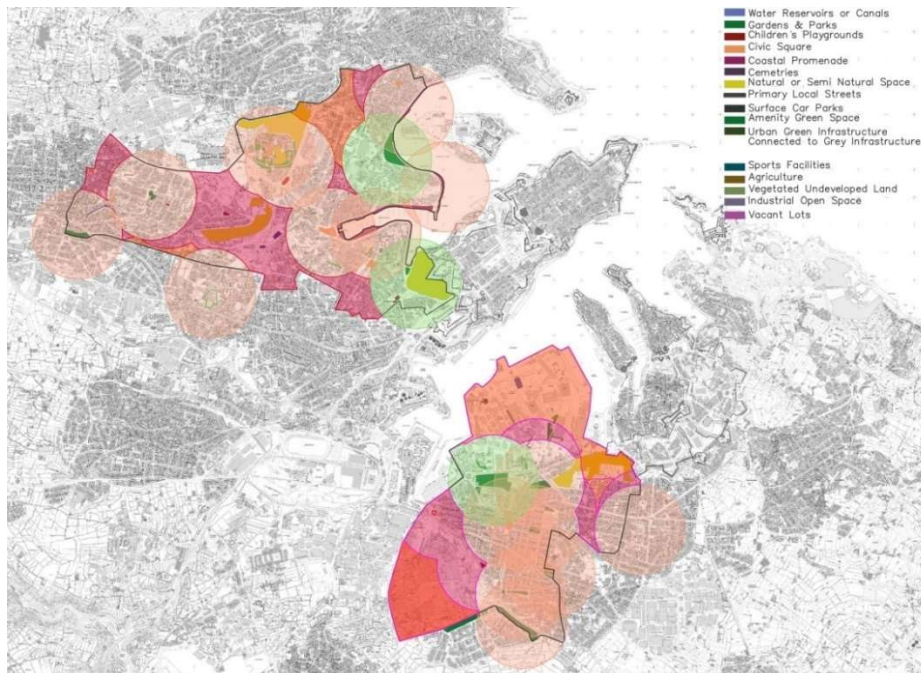 Water Reservoirs or Canals
Gardens & Parks
Children's Playgrounds
Civic Square
Coastal Promenade
Cemetries
Natural or Semi Natural Space
Primary Local Streets
Surface Car Parks
Amenity Green Space
Urban Green Infrastructure
Connected to Grey Infrastructure
Sports Facilities
Agriculture
Vegetated Undeveloped Land
Industrial Open Space
Vacant Lots